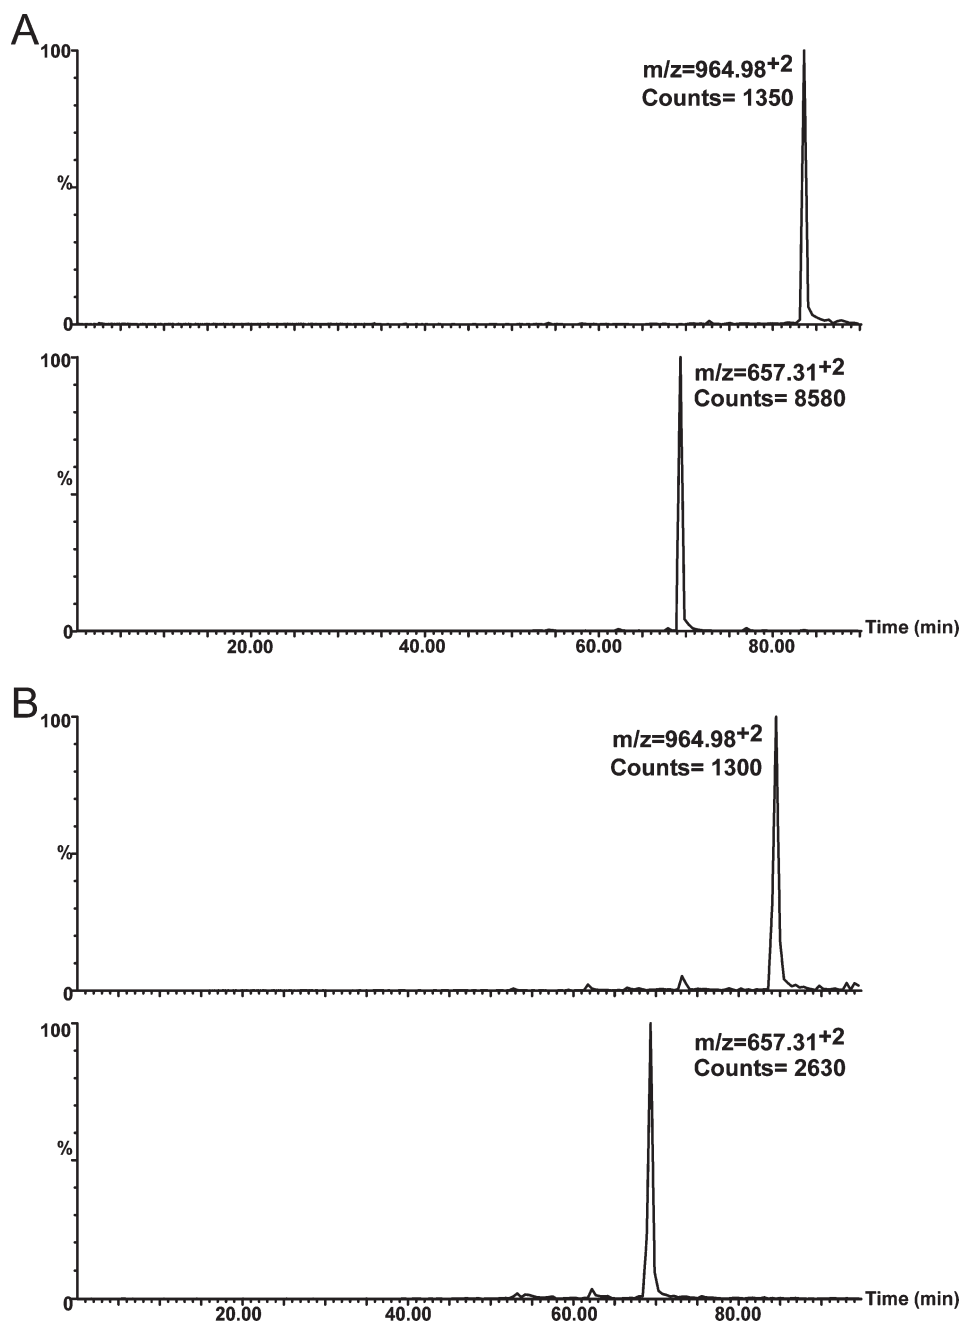 A
100
m/z=964.98+2
Counts= 1350
%
0
100
m/z=657.31+2
Counts= 8580
%
0
Time (min)
20.00 40.00 60.00 80.00
B
100
m/z=964.98+2
Counts= 1300
%
0
100
m/z=657.31+2
Counts= 2630
%
0
Time (min)
20.00 40.00 60.00 80.00